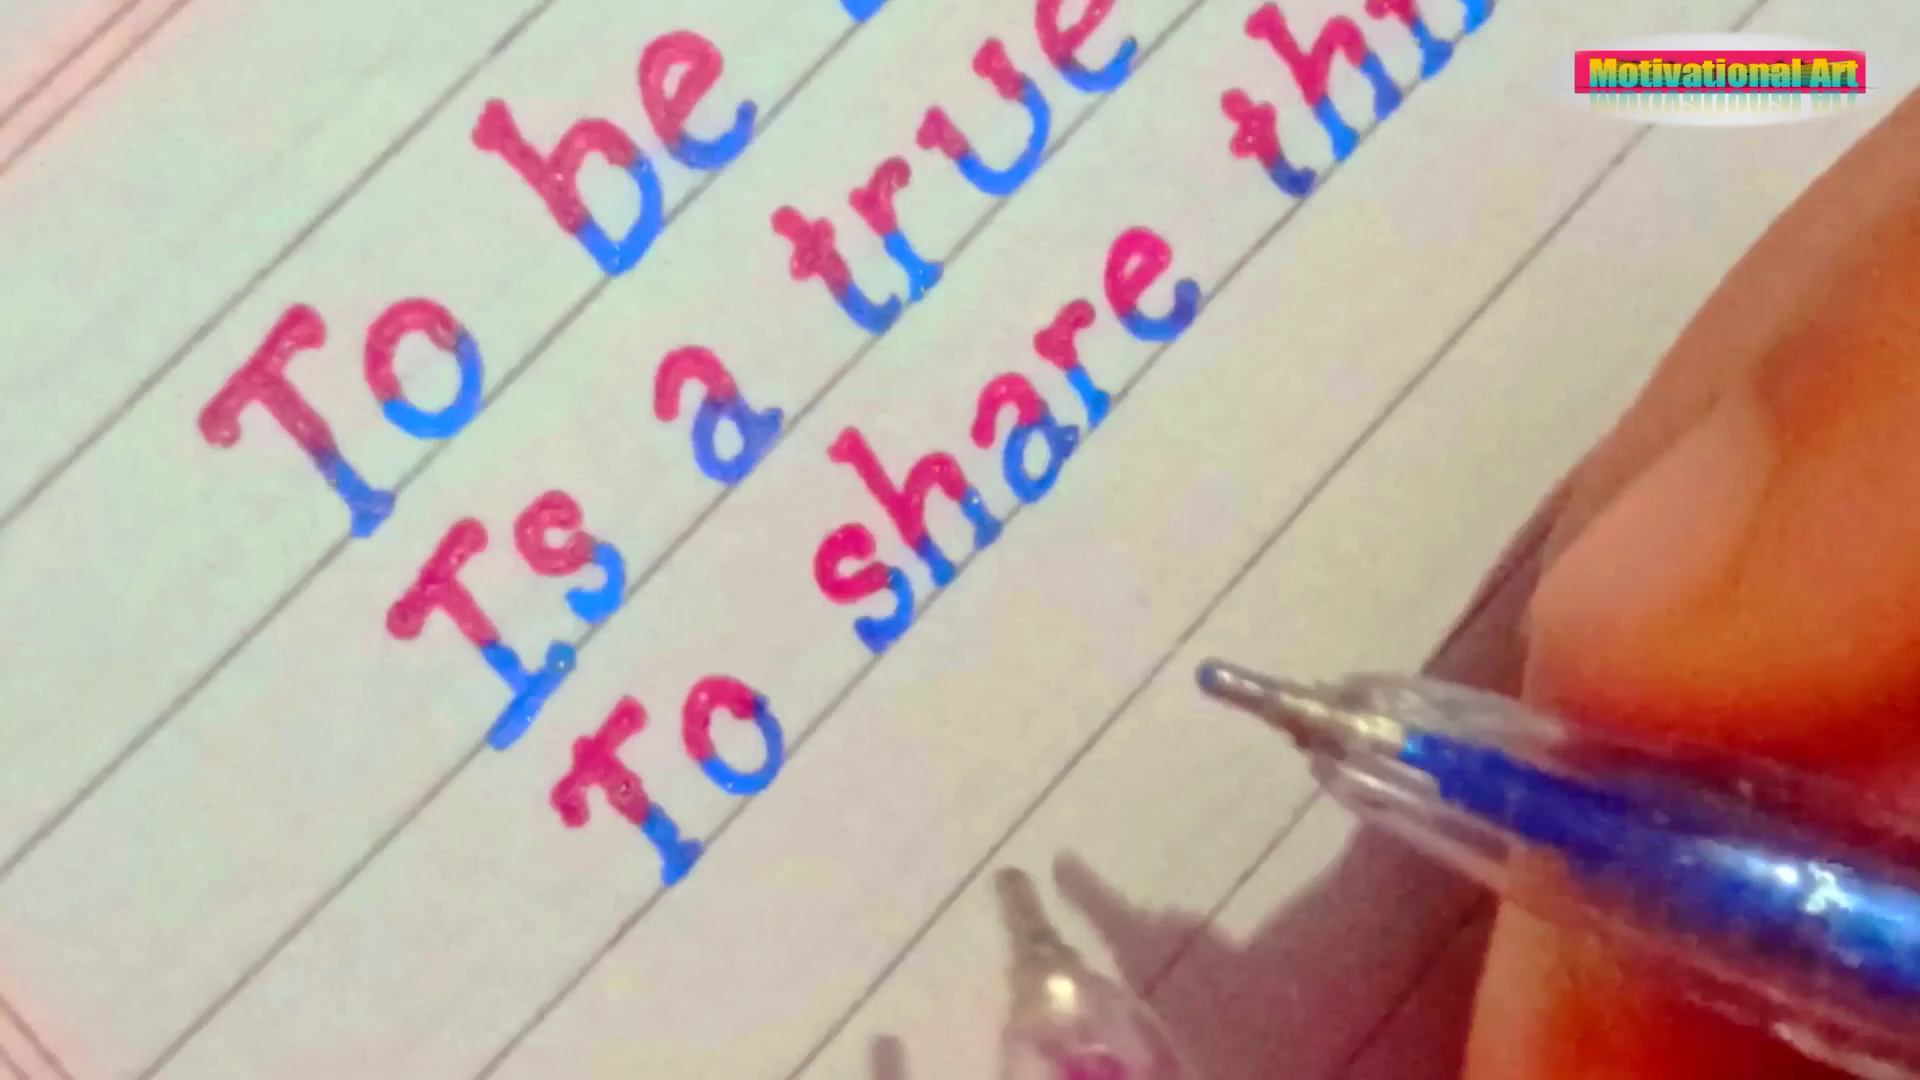 To be
Is a true
To share
Motivational Art